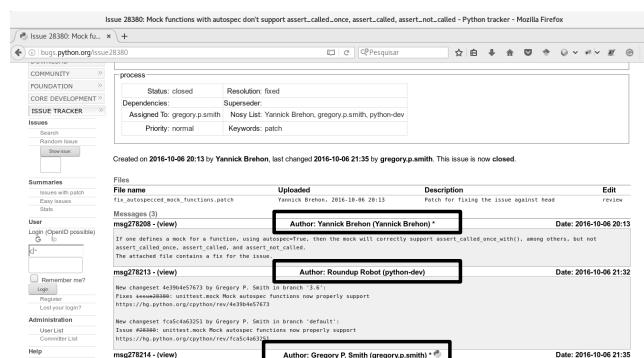 Issue 28380: Mock functions with autospec don't support assert_called_once, assert_called, assert_not_called - Python tracker - Mozilla Firefox
Issue 28380: Mock fu...
bugs.python.org/issue28380
Pesquisar
COMMUNITY
FOUNDATION
CORE DEVELOPMENT
ISSUE TRACKER
Issues
Search
Random Issue
Show issue:
Summaries
Issues with patch
Easy issues
Stats
User
Login (OpenID possible)
Remember me?
Login
Register
Lost your login?
Administration
User List
Committer List
Help
process
Status: closed Resolution: fixed
Dependencies: Superseder:
Assigned To: gregory.p.smith Nosy List: Yannick Brehon, gregory.p.smith, python-dev
Priority: normal Keywords: patch
Created on 2016-10-06 20:13 by Yannick Brehon, last changed 2016-10-06 21:35 by gregory.p.smith. This issue is now closed.
Files
File name Uploaded Description Edit
fix_autospecced_mock_functions.patch Yannick Brehon, 2016-10-06 20:13 Patch for fixing the issue against head review
Messages (3)
msg278208 - (view) Author: Yannick Brehon (Yannick Brehon) * Date: 2016-10-06 20:13
If one defines a mock for a function, using autospec=True, then the mock will correctly support assert_called_once_with(), among others, but not
assert_called_once, assert_called, and assert_not_called.
The attached file contains a fix for the issue.
msg278213 - (view) Author: Roundup Robot (python-dev) Date: 2016-10-06 21:32
New changeset 4e39b4e57673 by Gregory P. Smith in branch '3.6':
Fixes issue28380: unittest.mock Mock autospec functions now properly support
https://hg.python.org/cpython/rev/4e39b4e57673
New changeset fca5c4a63251 by Gregory P. Smith in branch 'default':
Issue #28380: unittest.mock Mock autospec functions now properly support
https://hg.python.org/cpython/rev/fca5c4a63251
msg278214 - (view) Author: Gregory P. Smith (gregory.p.smith) * Date: 2016-10-06 21:35